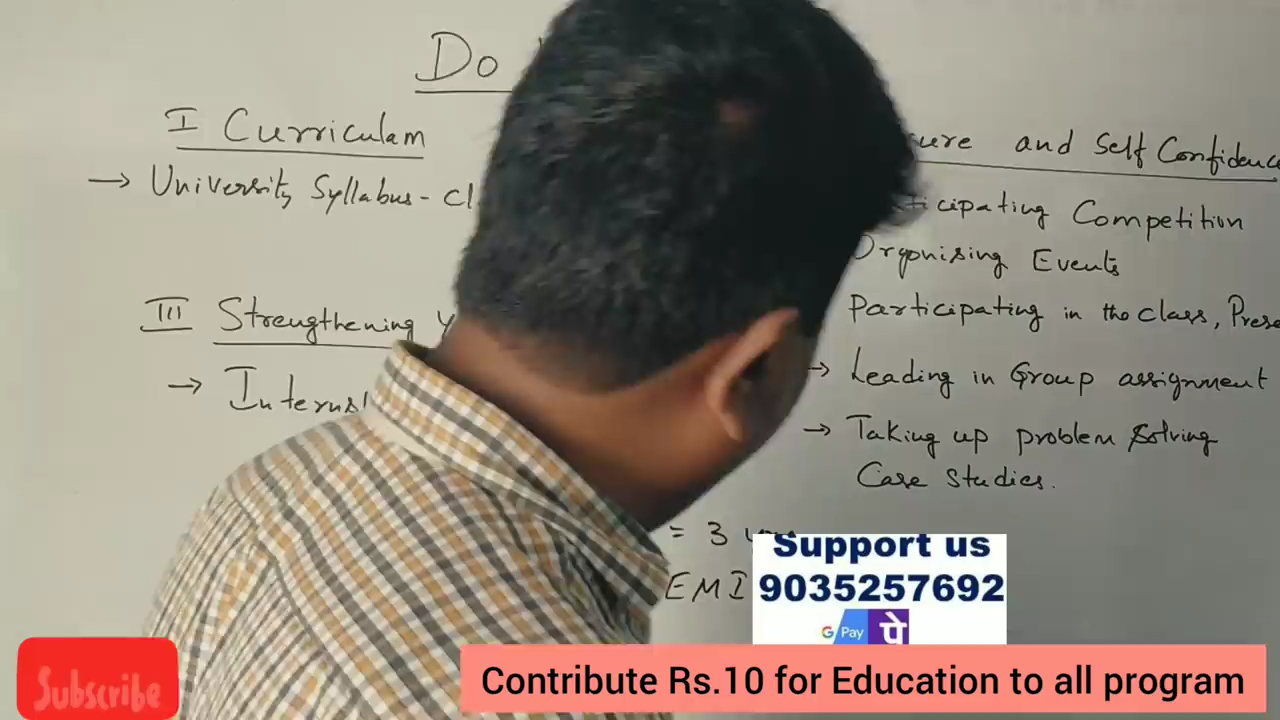 Do
I Curriculam
→ University Syllabus - Cl
III Strengthening
→ Interns
sure and Self Confidence
ticipating Competition
Organising Events
Participating in the class, Prese
→ Leading in Group assignment
→ Taking up problem Solving
Case Studies.
= 3
EMI
Support us
9035257692
G Pay पे
Contribute Rs.10 for Education to all program
Subscribe